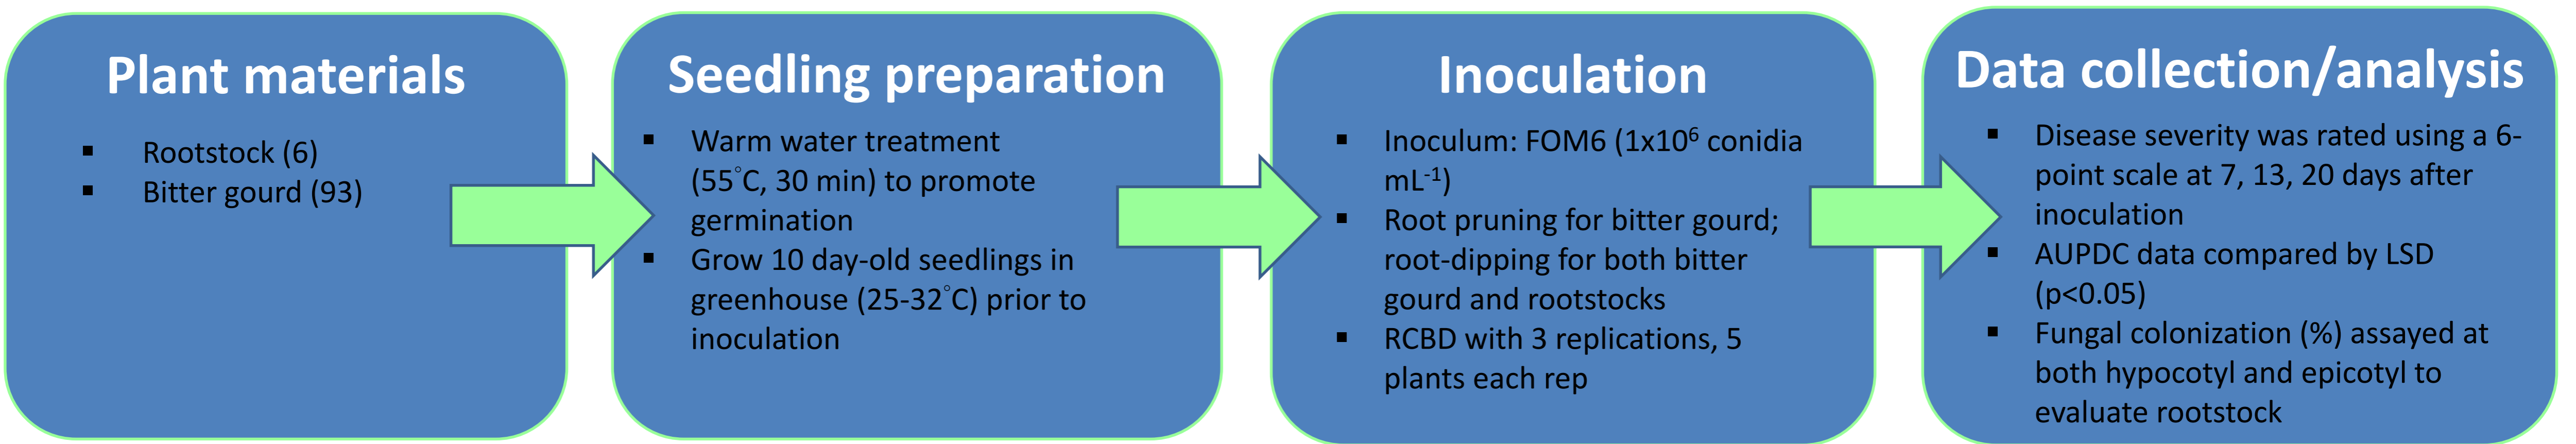 Plant materials
▪ Rootstock (6)
▪ Bitter gourd (93)
Seedling preparation
▪ Warm water treatment
(55°C, 30 min) to promote
germination
▪ Grow 10 day-old seedlings in
greenhouse (25-32°C) prior to
inoculation
Inoculation
▪ Inoculum: FOM6 (1x10⁶ conidia
mL⁻¹)
▪ Root pruning for bitter gourd;
root-dipping for both bitter
gourd and rootstocks
▪ RCBD with 3 replications, 5
plants each rep
Data collection/analysis
▪ Disease severity was rated using a 6-
point scale at 7, 13, 20 days after
inoculation
▪ AUPDC data compared by LSD
(p<0.05)
▪ Fungal colonization (%) assayed at
both hypocotyl and epicotyl to
evaluate rootstock